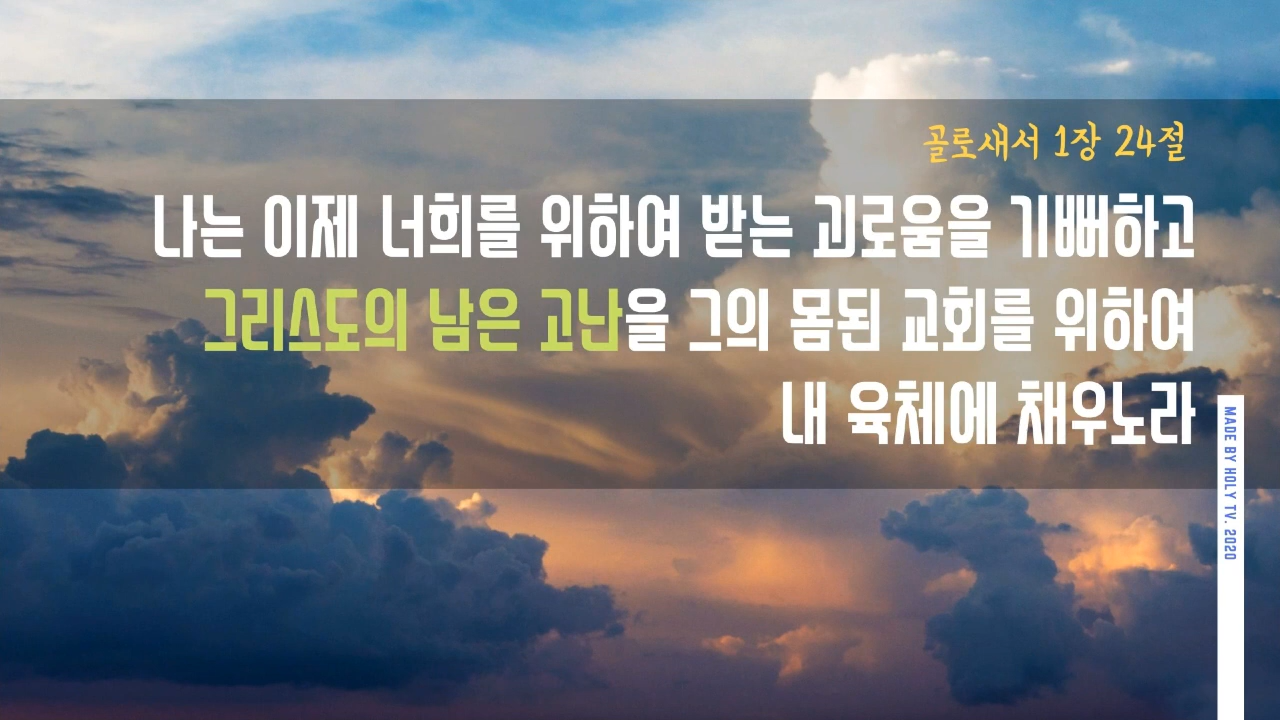 골로새서 1장 24절
나는 이제 너희를 위하여 받는 괴로움을 기뻐하고
그리스도의 남은 고난을 그의 몸된 교회를 위하여
내 육체에 채우노라
MADE BY HOLY TV. 2020